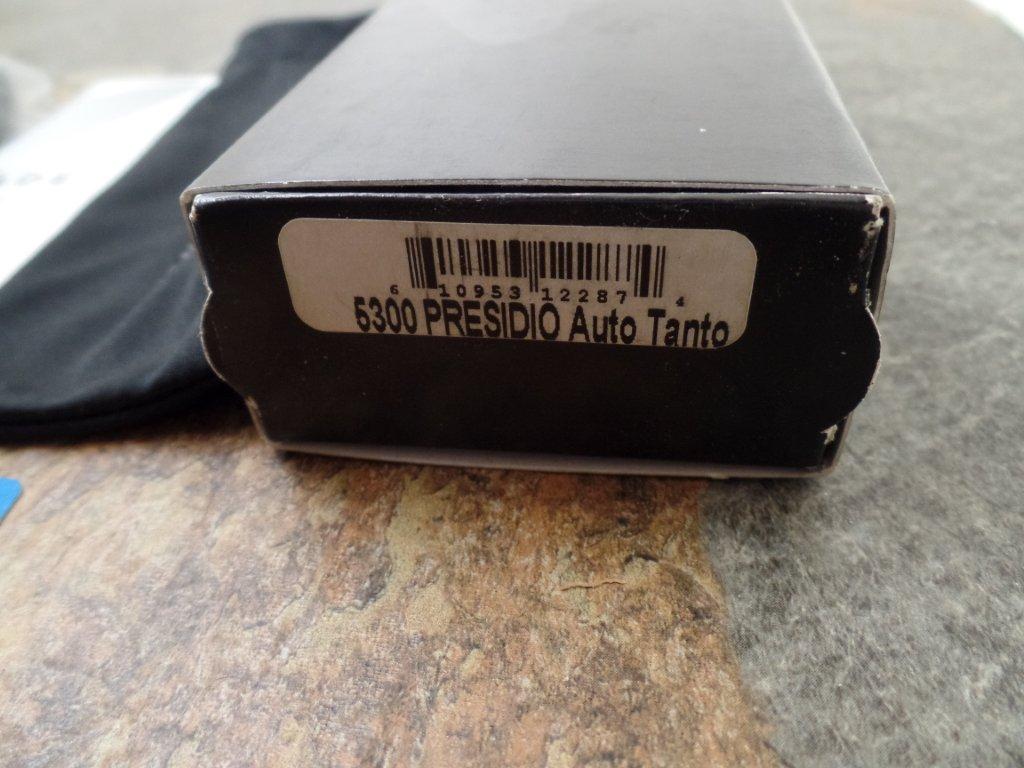 6 10953 12287 4
5300 PRESIDIO Auto Tanto